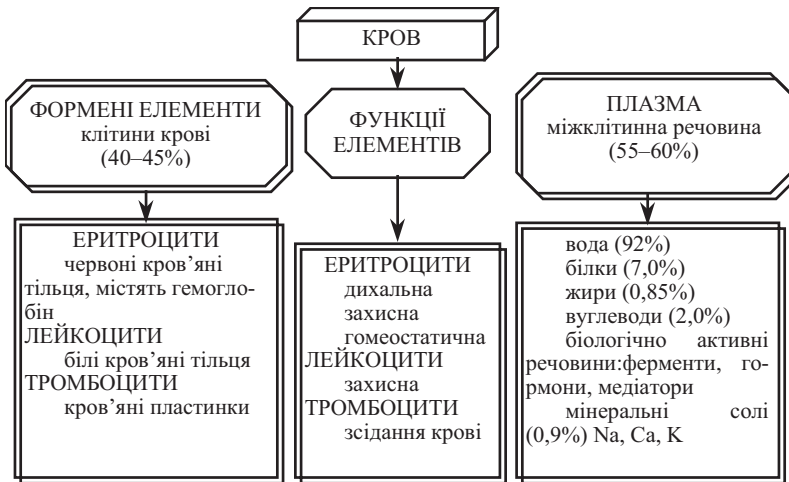 КРОВ
ФОРМЕНІ ЕЛЕМЕНТИ
клітини крові
(40–45%)
ФУНКЦІЇ
ЕЛЕМЕНТІВ
ПЛАЗМА
міжклітинна речовина
(55–60%)
ЕРИТРОЦИТИ
червоні кров’яні
тільця, містять гемогло-
бін
ЛЕЙКОЦИТИ
білі кров’яні тільця
ТРОМБОЦИТИ
кров’яні пластинки
ЕРИТРОЦИТИ
дихальна
захисна
гомеостатична
ЛЕЙКОЦИТИ
захисна
ТРОМБОЦИТИ
зсідання крові
вода (92%)
білки (7,0%)
жири (0,85%)
вуглеводи (2,0%)
біологічно активні
речовини:ферменти, го-
рмони, медіатори
мінеральні солі
(0,9%) Na, Ca, K